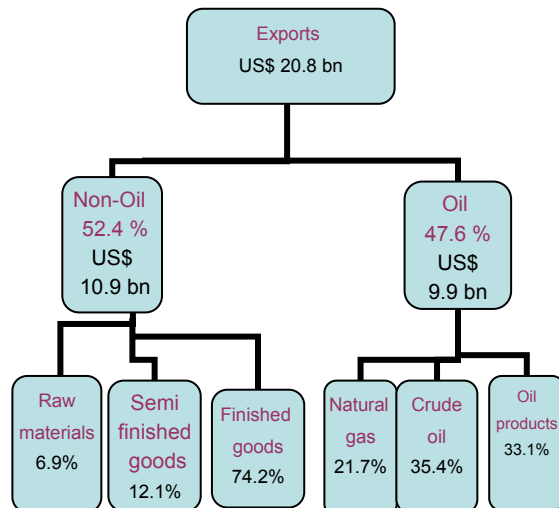 Exports
US$ 20.8 bn
Non-Oil
52.4 %
US$
10.9 bn
Oil
47.6 %
US$
9.9 bn
Raw
materials
6.9%
Semi
finished
goods
12.1%
Finished
goods
74.2%
Natural
gas
21.7%
Crude
oil
35.4%
Oil
products
33.1%